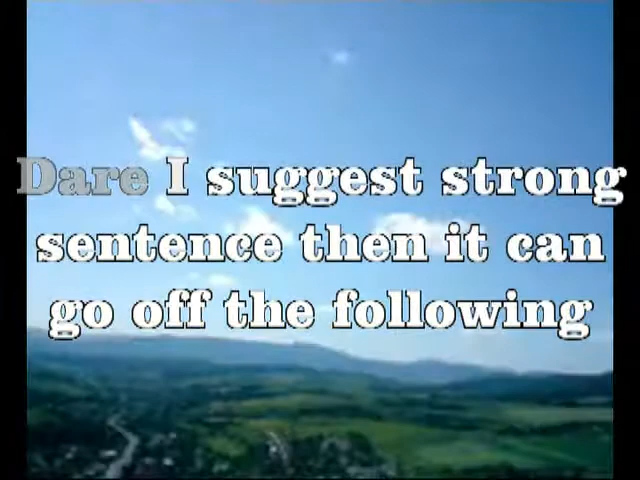 Dare I suggest strong
sentence then it can
go off the following